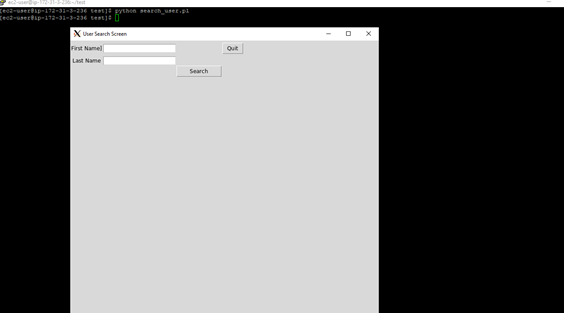 ec2-user@ip-172-31-3-236:~/test
[ec2-user@ip-172-31-3-236 test]$ python search_user.pl
[ec2-user@ip-172-31-3-236 test]$
User Search Screen
First Name] Quit
Last Name
Search